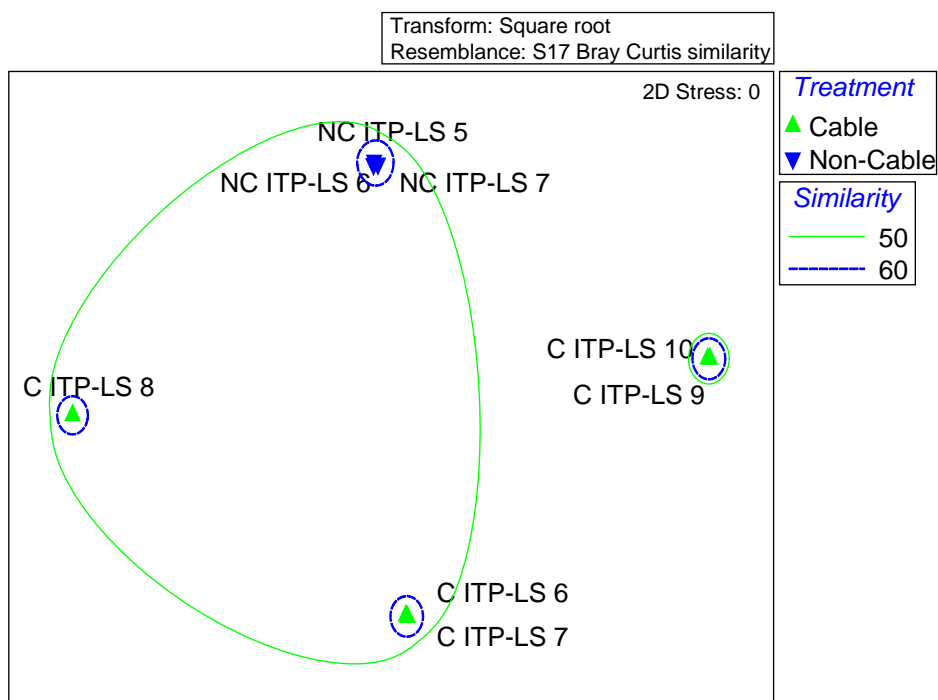 Transform: Square root
Resemblance: S17 Bray Curtis similarity
2D Stress: 0
Treatment
Cable
Non-Cable
Similarity
50
60
NC ITP-LS 5
NC ITP-LS 6
NC ITP-LS 7
C ITP-LS 10
C ITP-LS 9
C ITP-LS 8
C ITP-LS 6
C ITP-LS 7